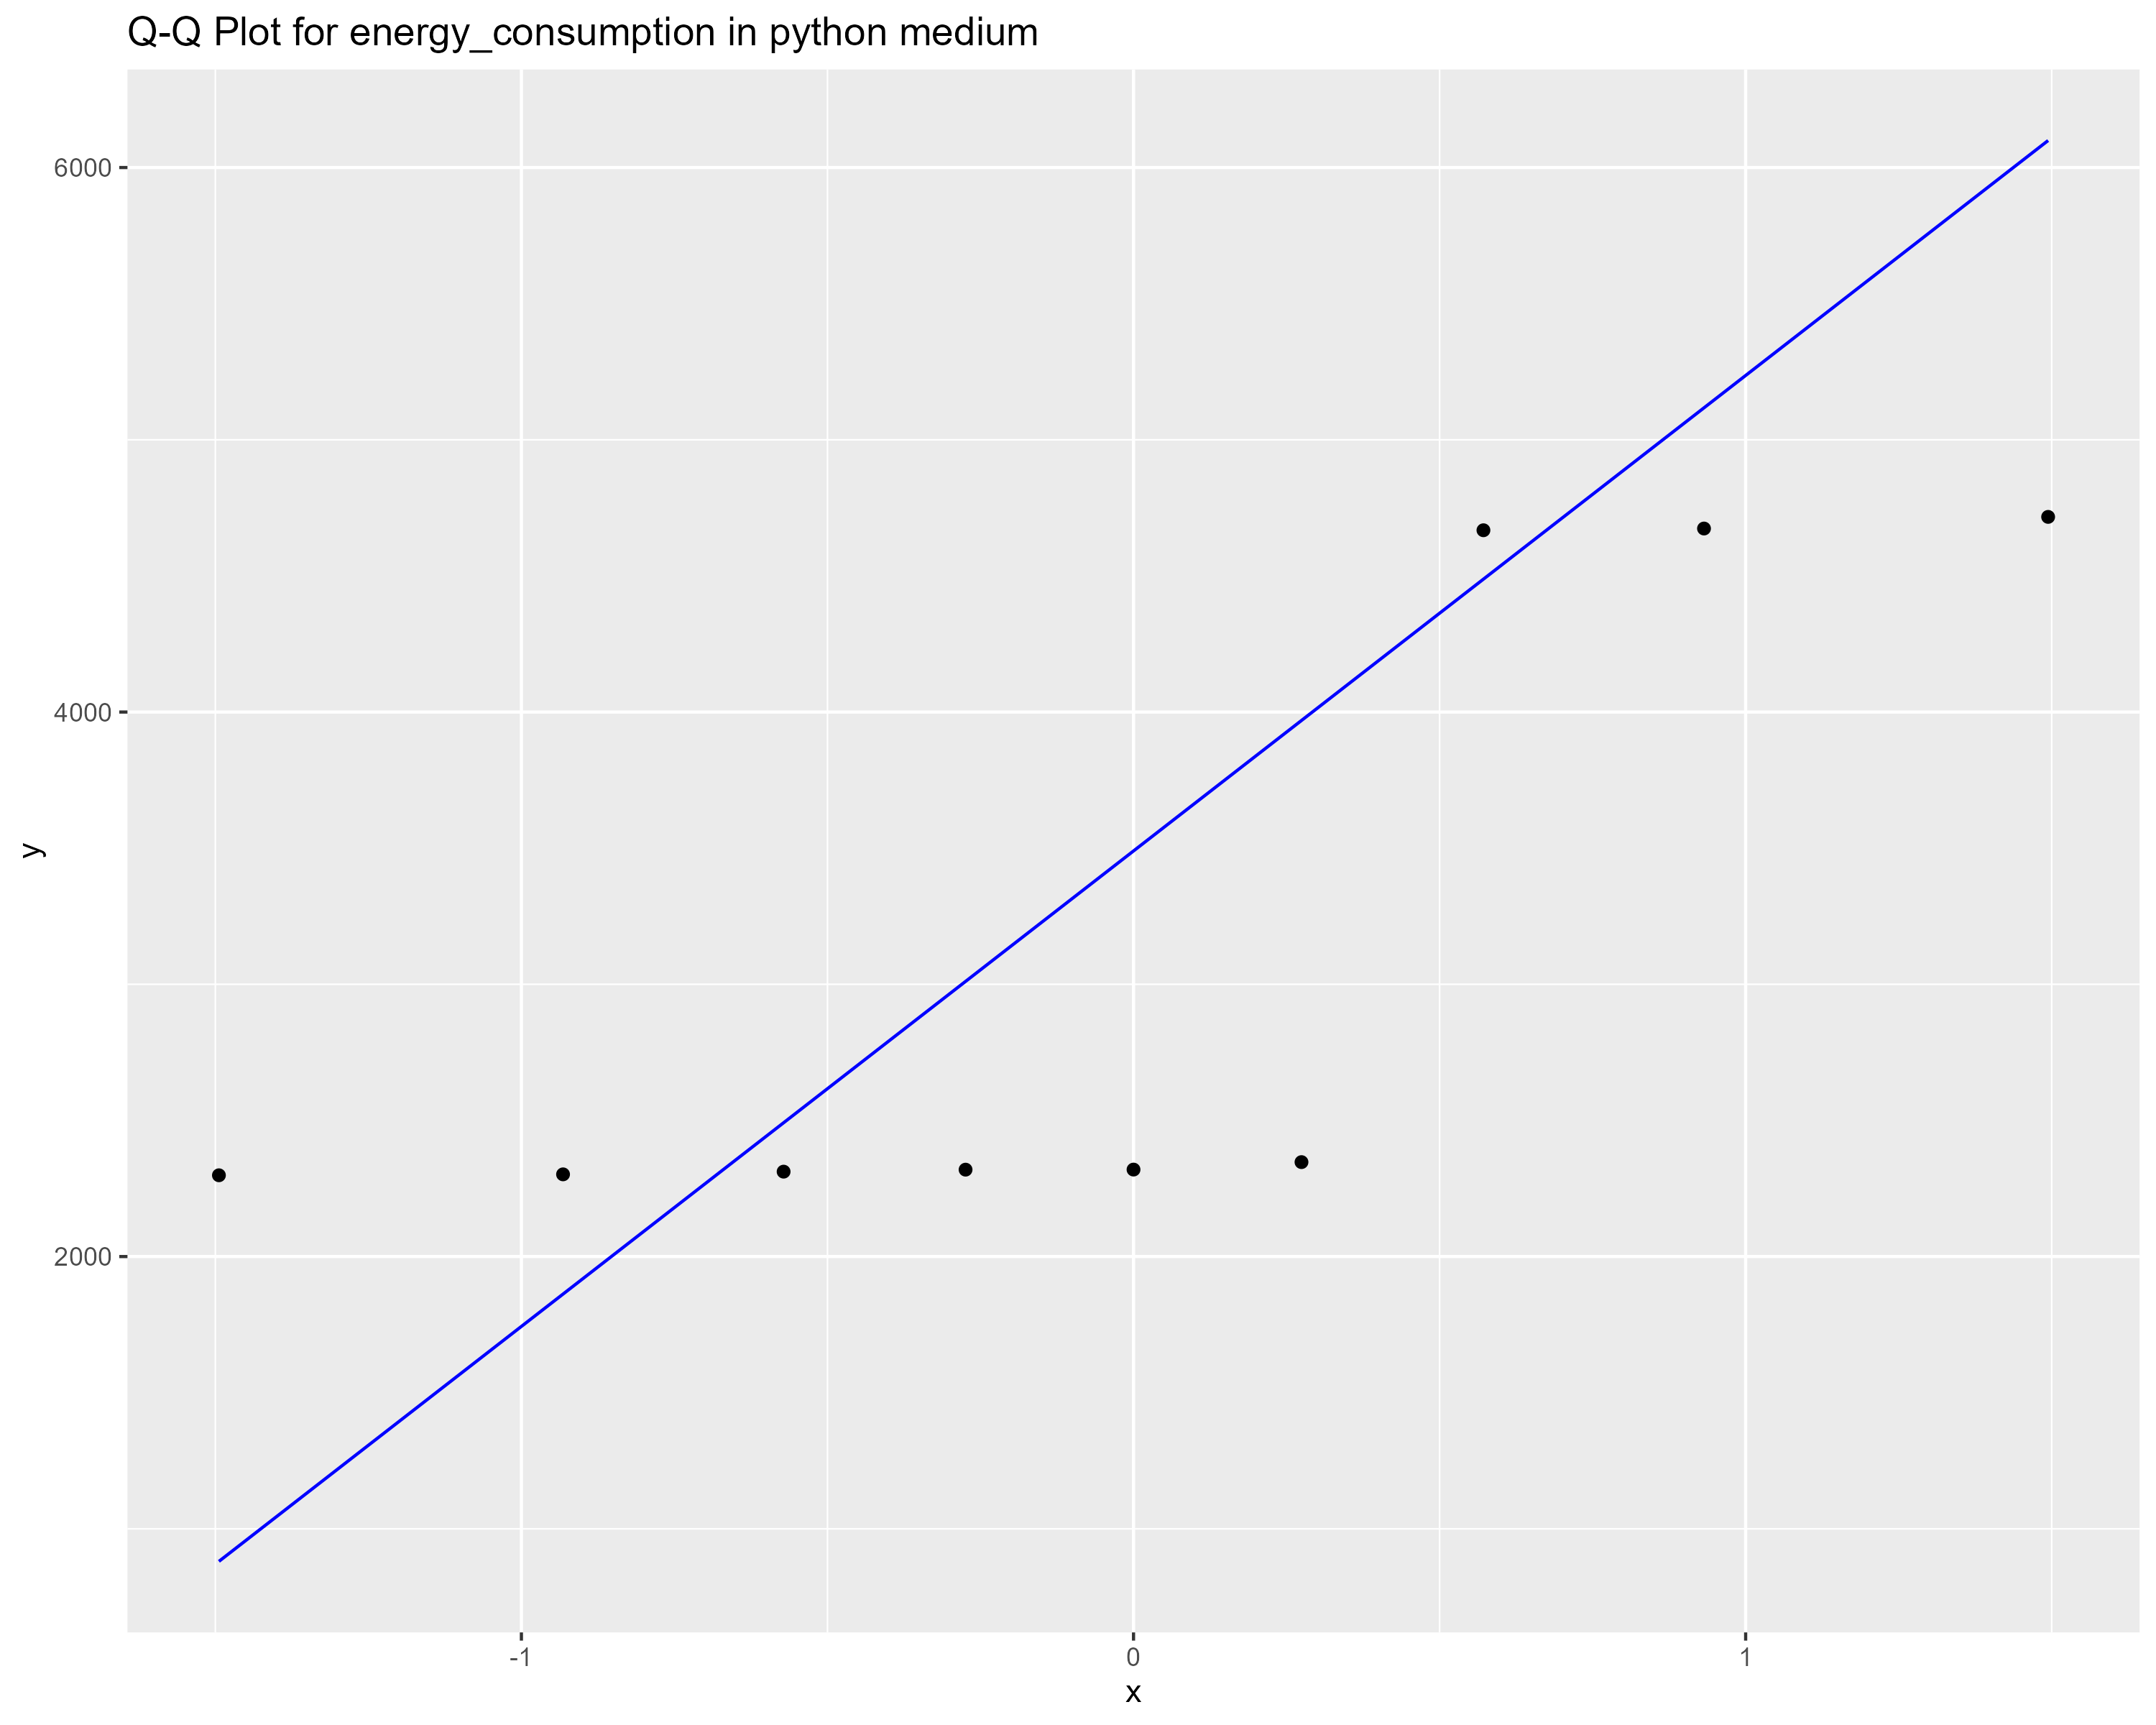 Q-Q Plot for energy_consumption in python medium
6000
4000
2000
y
-1
0
1
x